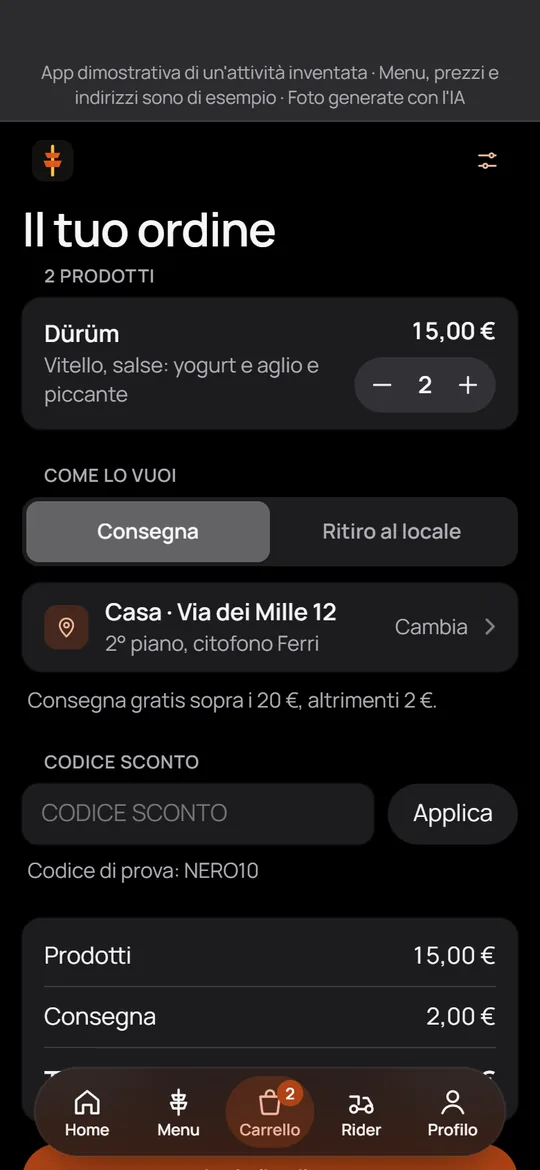 App dimostrativa di un'attività inventata · Menu, prezzi e
indirizzi sono di esempio · Foto generate con l'IA
Il tuo ordine
2 PRODOTTI
Dürüm
15,00 €
Vitello, salse: yogurt e aglio e
piccante
2
COME LO VUOI
Consegna
Ritiro al locale
Casa · Via dei Mille 12
2° piano, citofono Ferri
Cambia
Consegna gratis sopra i 20 €, altrimenti 2 €.
CODICE SCONTO
CODICE SCONTO
Applica
Codice di prova: NERO10
Prodotti
15,00 €
Consegna
2,00 €
2
Home
Menu
Carrello
Rider
Profilo